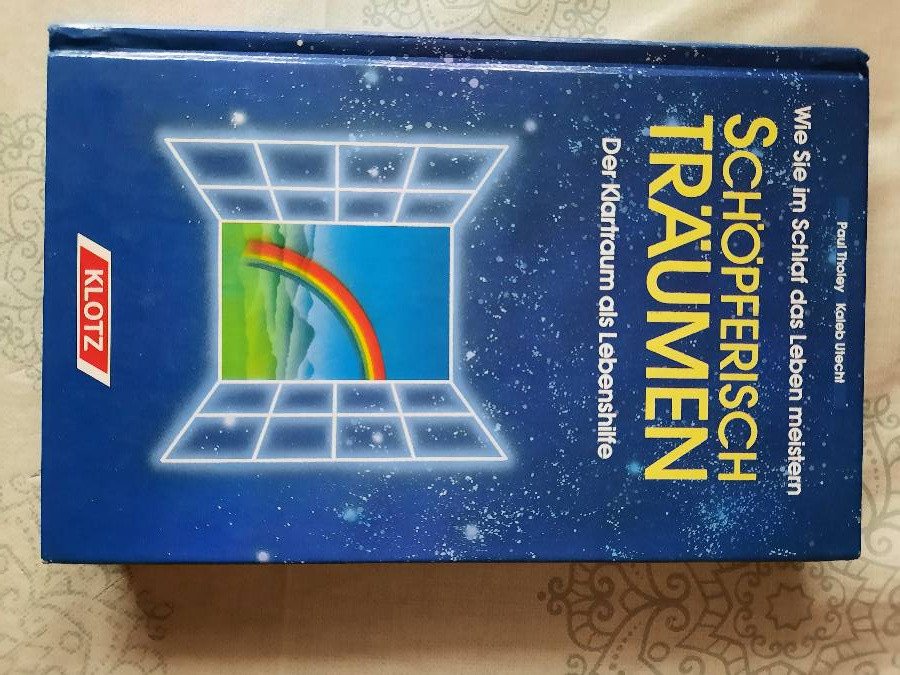 Paul Tholey Kaleb Utecht
Wie Sie im Schlaf das Leben meistern
SCHÖPFERISCH
TRÄUMEN
Der Klartraum als Lebenshilfe
KLOTZ